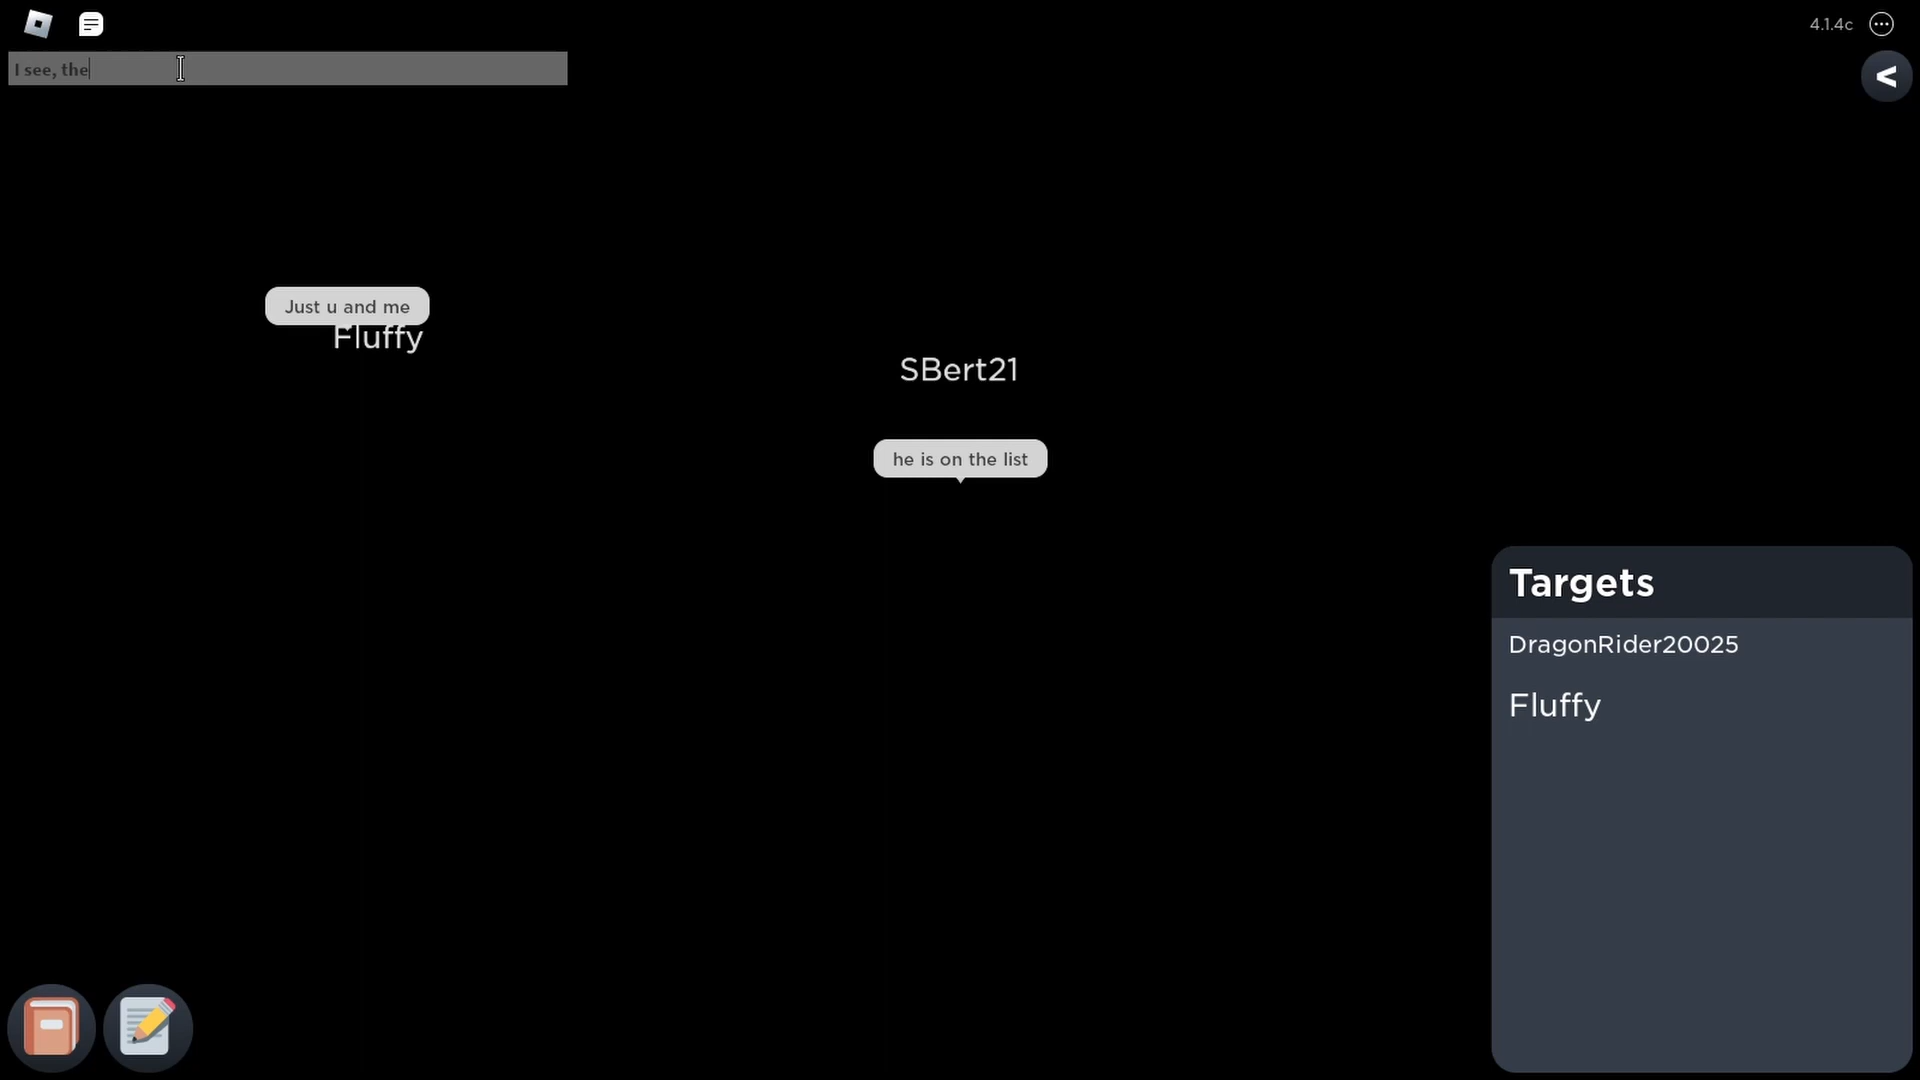 4.1.4c
I see, the
<
Just u and me
Fluffy
SBert21
he is on the list
Targets
DragonRider20025
Fluffy